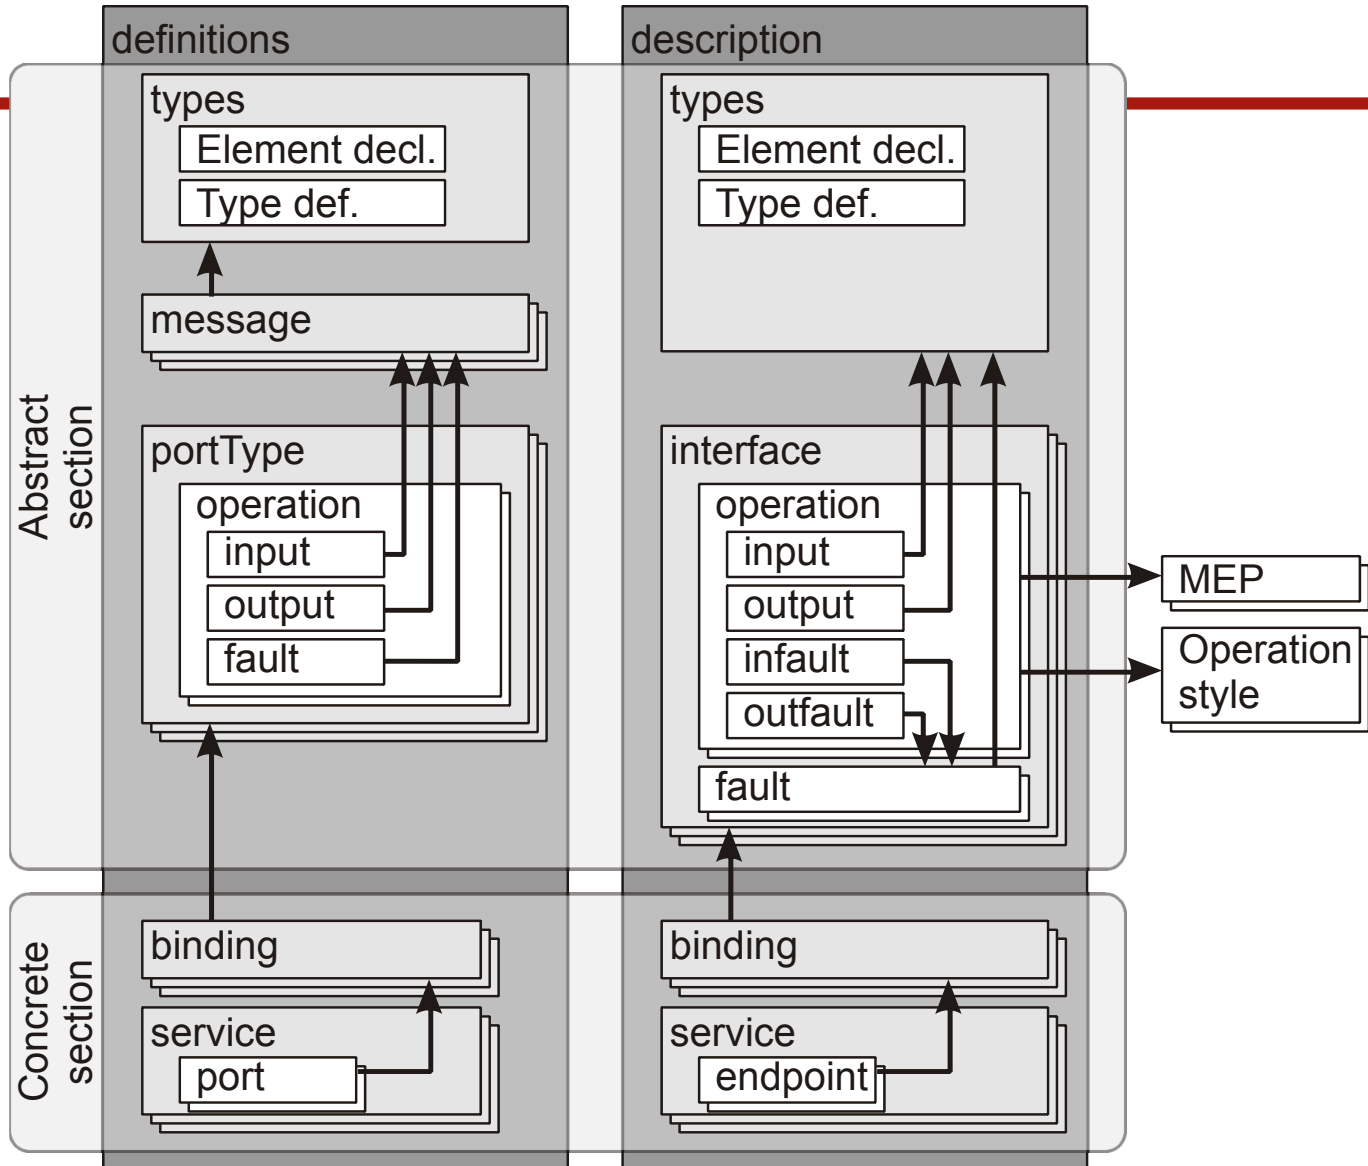 definitions
types
Element decl.
Type def.
message
portType
operation
input
output
fault
binding
service
port
description
types
Element decl.
Type def.
interface
operation
input
output
infault
outfault
fault
binding
service
endpoint
MEP
Operation
style
Abstract
section
Concrete
section